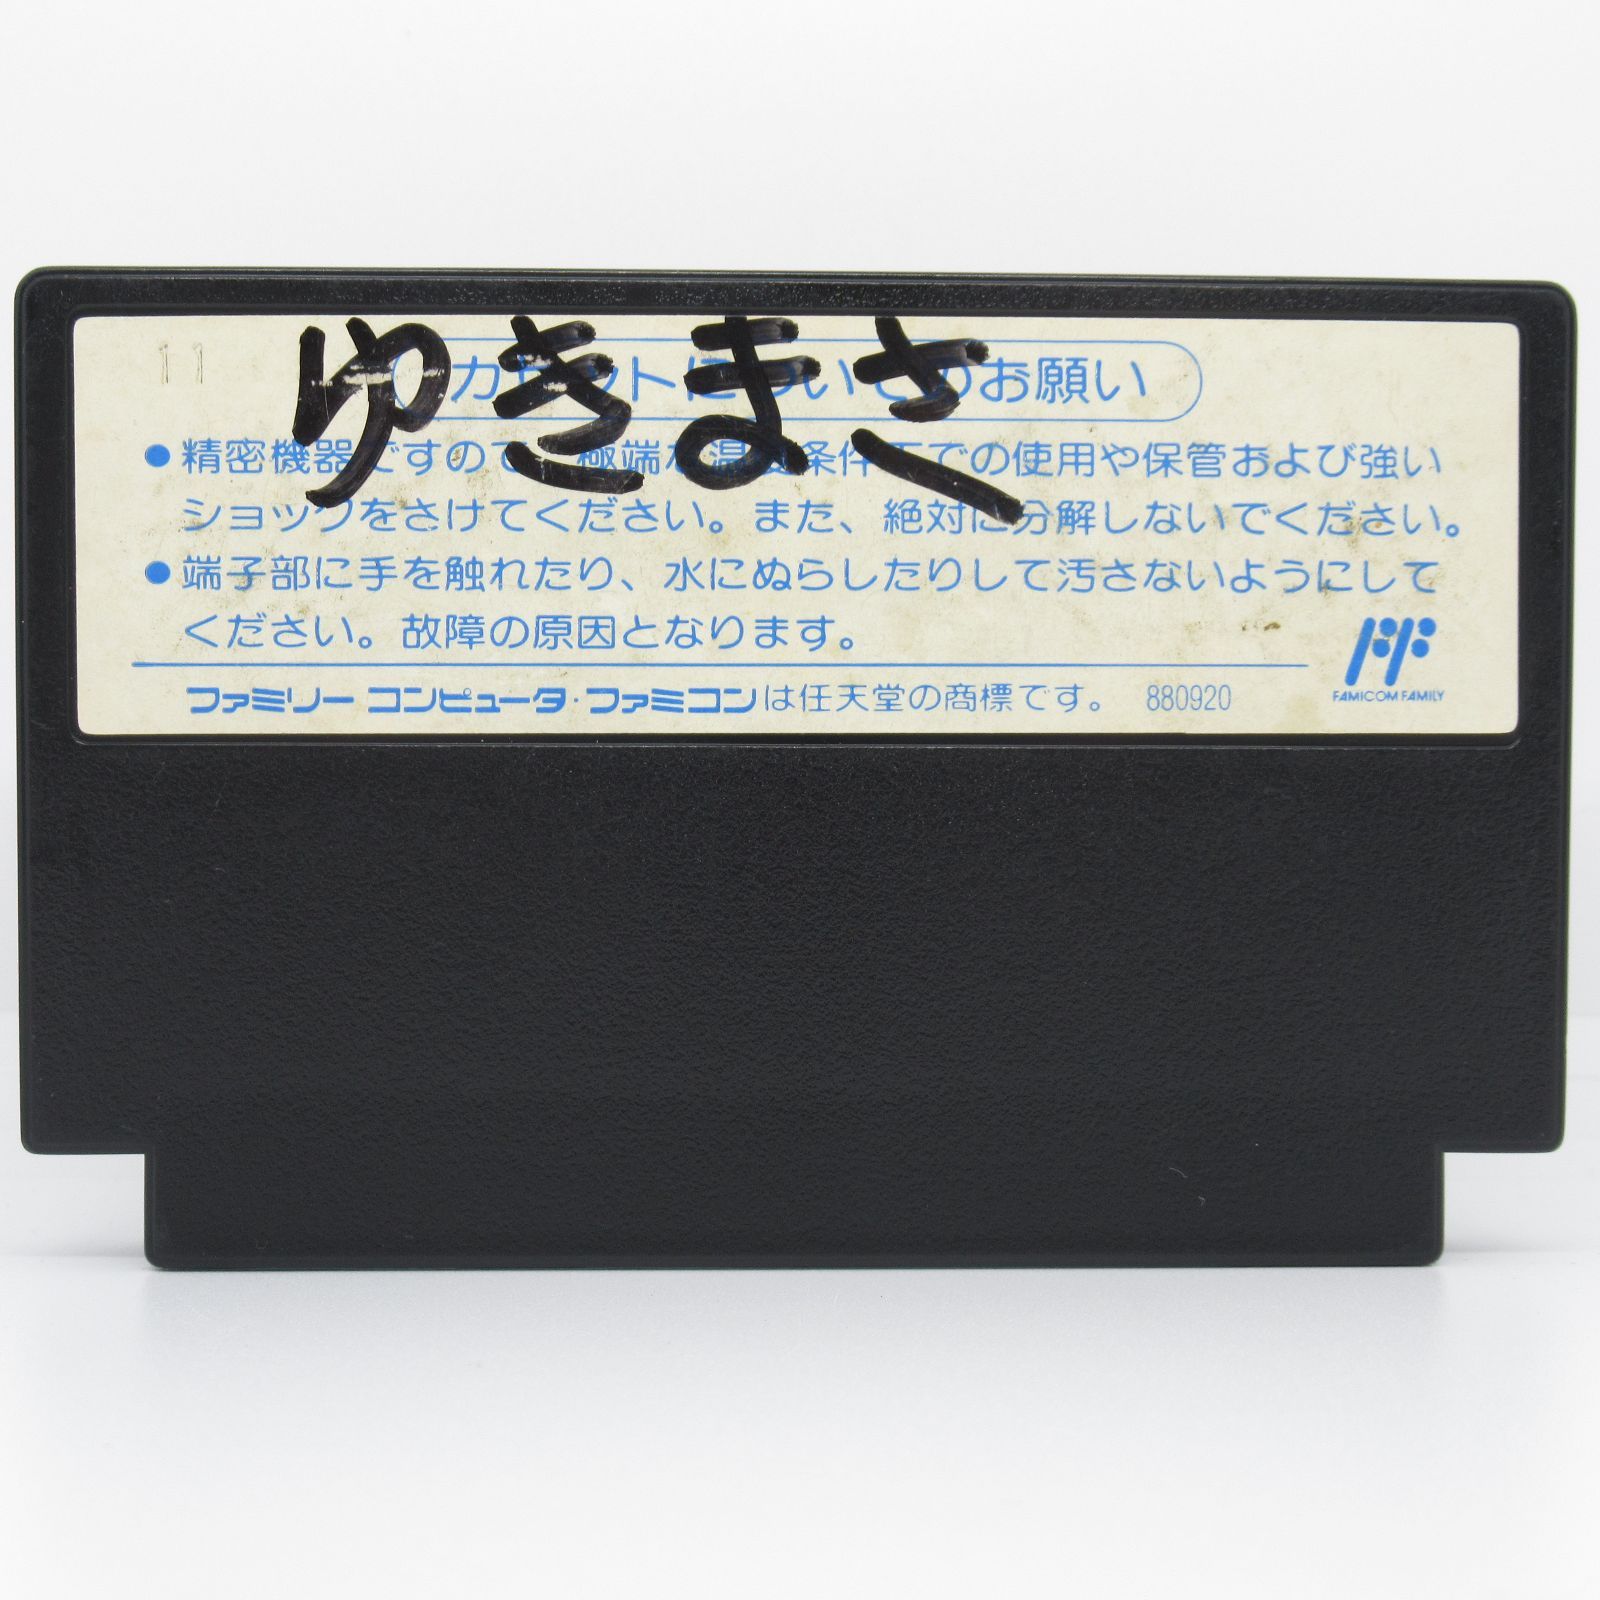 ゆきまさ
11
カセットについてのお願い
●精密機器ですので、極端な温度条件下での使用や保管および強い
ショックをさけてください。また、絶対に分解しないでください。
●端子部に手を触れたり、水にぬらしたりして汚さないようにして
ください。故障の原因となります。
FF
FAMICOM FAMILY
ファミリーコンピュータ・ファミコンは任天堂の商標です。 880920